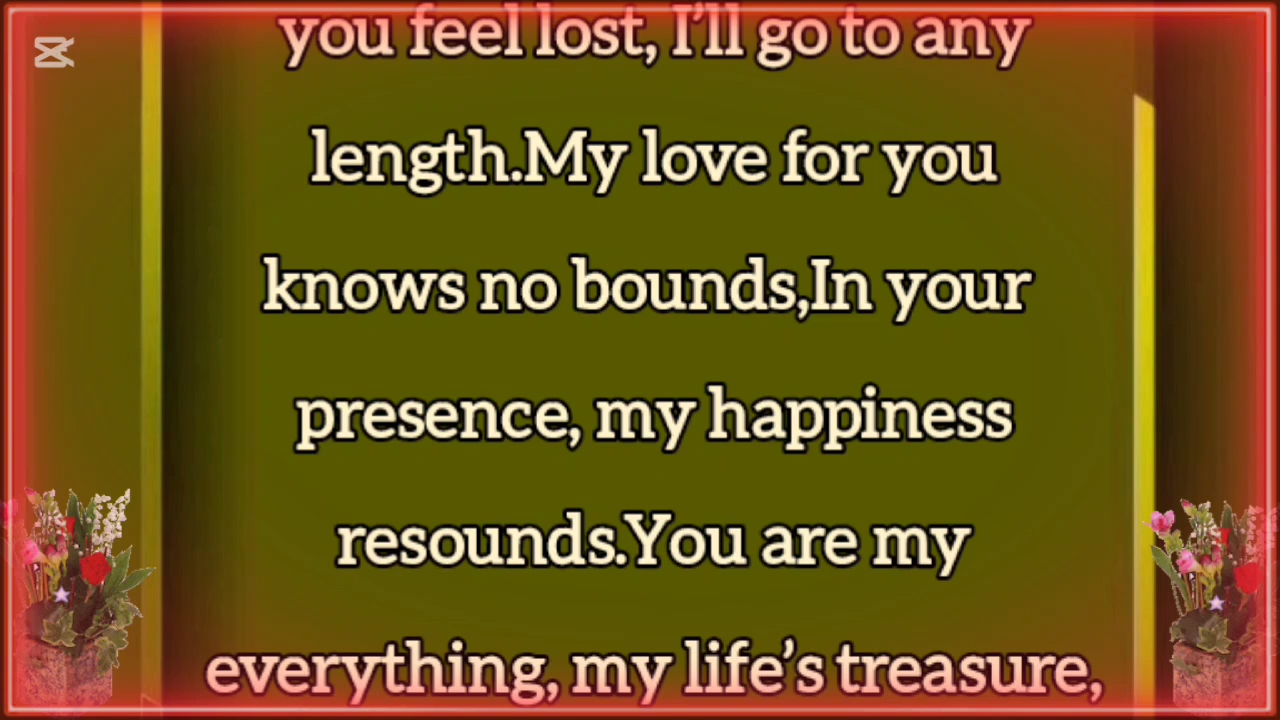 you feel lost, I’ll go to any
length.My love for you
knows no bounds,In your
presence, my happiness
resounds.You are my
everything, my life’s treasure,